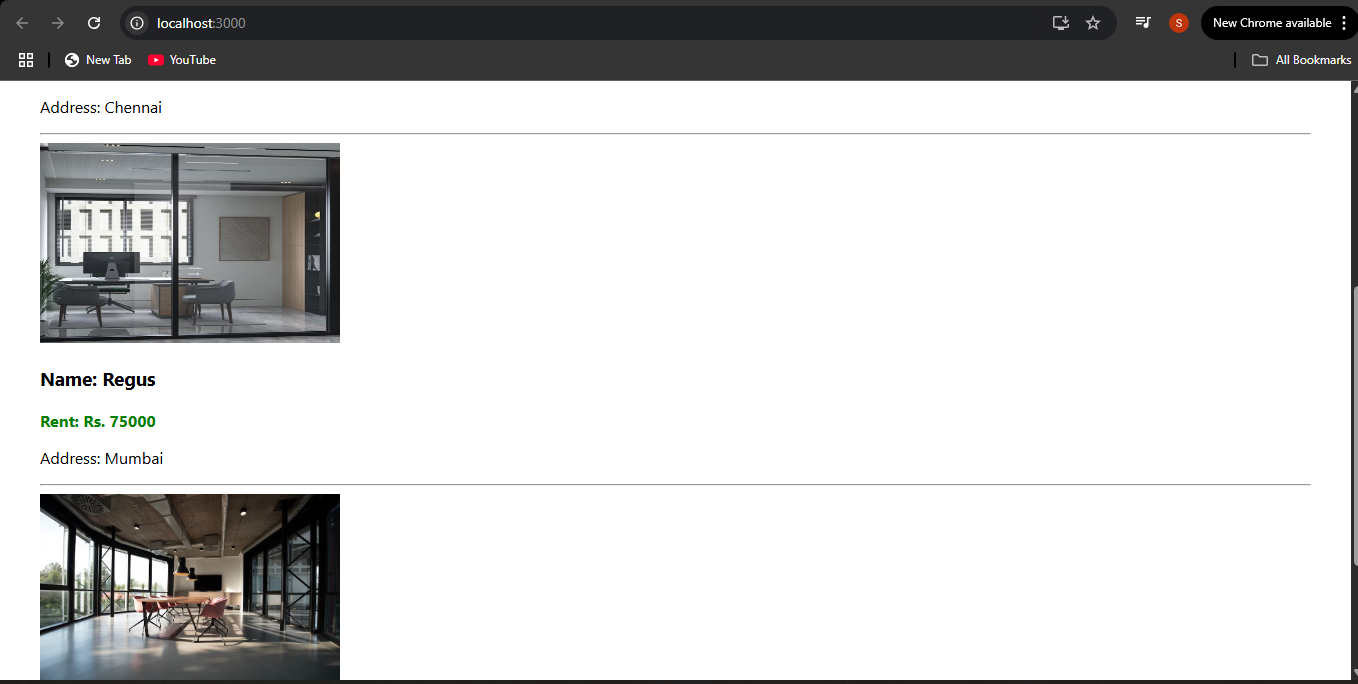 localhost:3000
S
New Chrome available
New Tab
YouTube
All Bookmarks
Address: Chennai
Name: Regus
Rent: Rs. 75000
Address: Mumbai